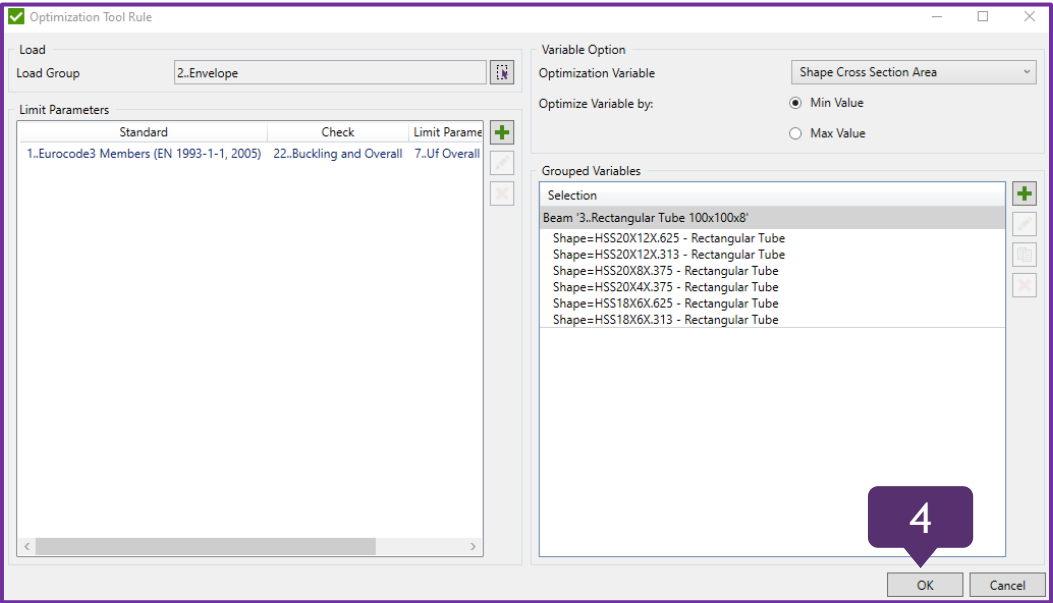 Optimization Tool Rule
Load
Load Group
2..Envelope
Limit Parameters
Standard Check Limit Parame
1..Eurocode3 Members (EN 1993-1-1, 2005) 22..Buckling and Overall 7..Uf Overall
Variable Option
Optimization Variable
Shape Cross Section Area
Optimize Variable by:
Min Value
Max Value
Grouped Variables
Selection
Beam '3..Rectangular Tube 100x100x8'
Shape=HSS20X12X.625 - Rectangular Tube
Shape=HSS20X12X.313 - Rectangular Tube
Shape=HSS20X8X.375 - Rectangular Tube
Shape=HSS20X4X.375 - Rectangular Tube
Shape=HSS18X6X.625 - Rectangular Tube
Shape=HSS18X6X.313 - Rectangular Tube
4
OK Cancel